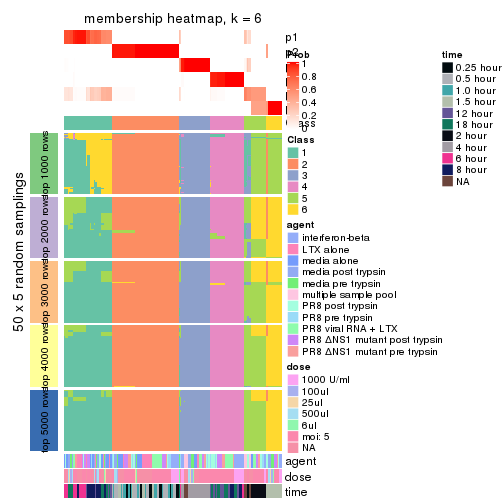 membership heatmap, k = 6
p1
p2
Prob
1
0.8
0.6
0.4
0.2
0
Class
1
2
3
4
5
6
agent
interferon-beta
LTX alone
media alone
media post trypsin
media pre trypsin
multiple sample pool
PR8 post trypsin
PR8 pre trypsin
PR8 viral RNA + LTX
PR8 ΔNS1 mutant post trypsin
PR8 ΔNS1 mutant pre trypsin
dose
1000 U/ml
100ul
25ul
500ul
6ul
moi: 5
NA
time
0.25 hour
0.5 hour
1.0 hour
1.5 hour
12 hour
18 hour
2 hour
4 hour
6 hour
8 hour
NA
50 x 5 random samplings
top 1000 rows
top 2000 rows
top 3000 rows
top 4000 rows
top 5000 rows
agent
dose
time